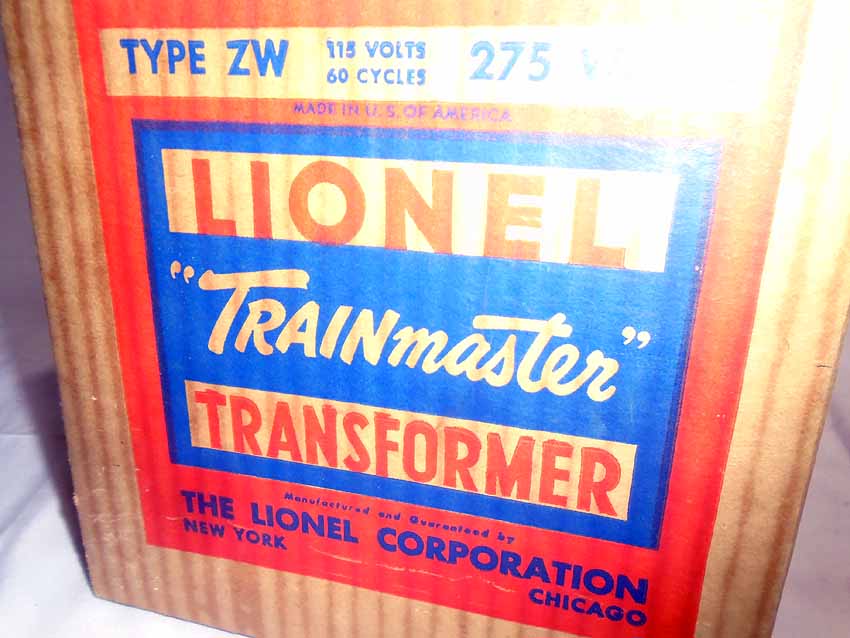 TYPE ZW 115 VOLTS 275
60 CYCLES
MADE IN U. S. OF AMERICA
LIONEL
"TRAINmaster"
TRANSFORMER
Manufactured and Guaranteed by
THE LIONEL CORPORATION
NEW YORK CHICAGO